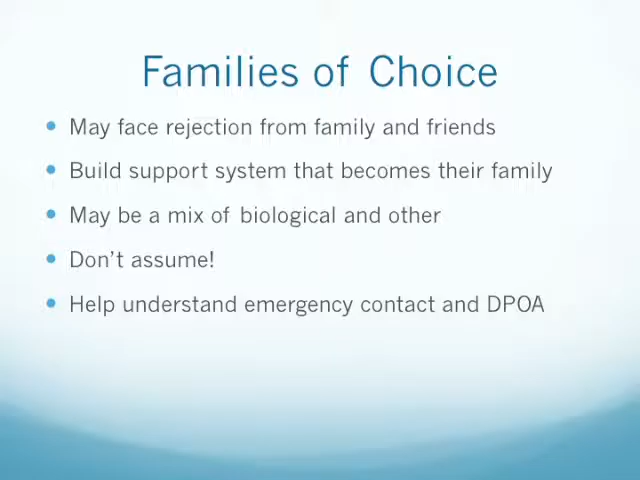 Families of Choice
• May face rejection from family and friends
• Build support system that becomes their family
• May be a mix of biological and other
• Don’t assume!
• Help understand emergency contact and DPOA